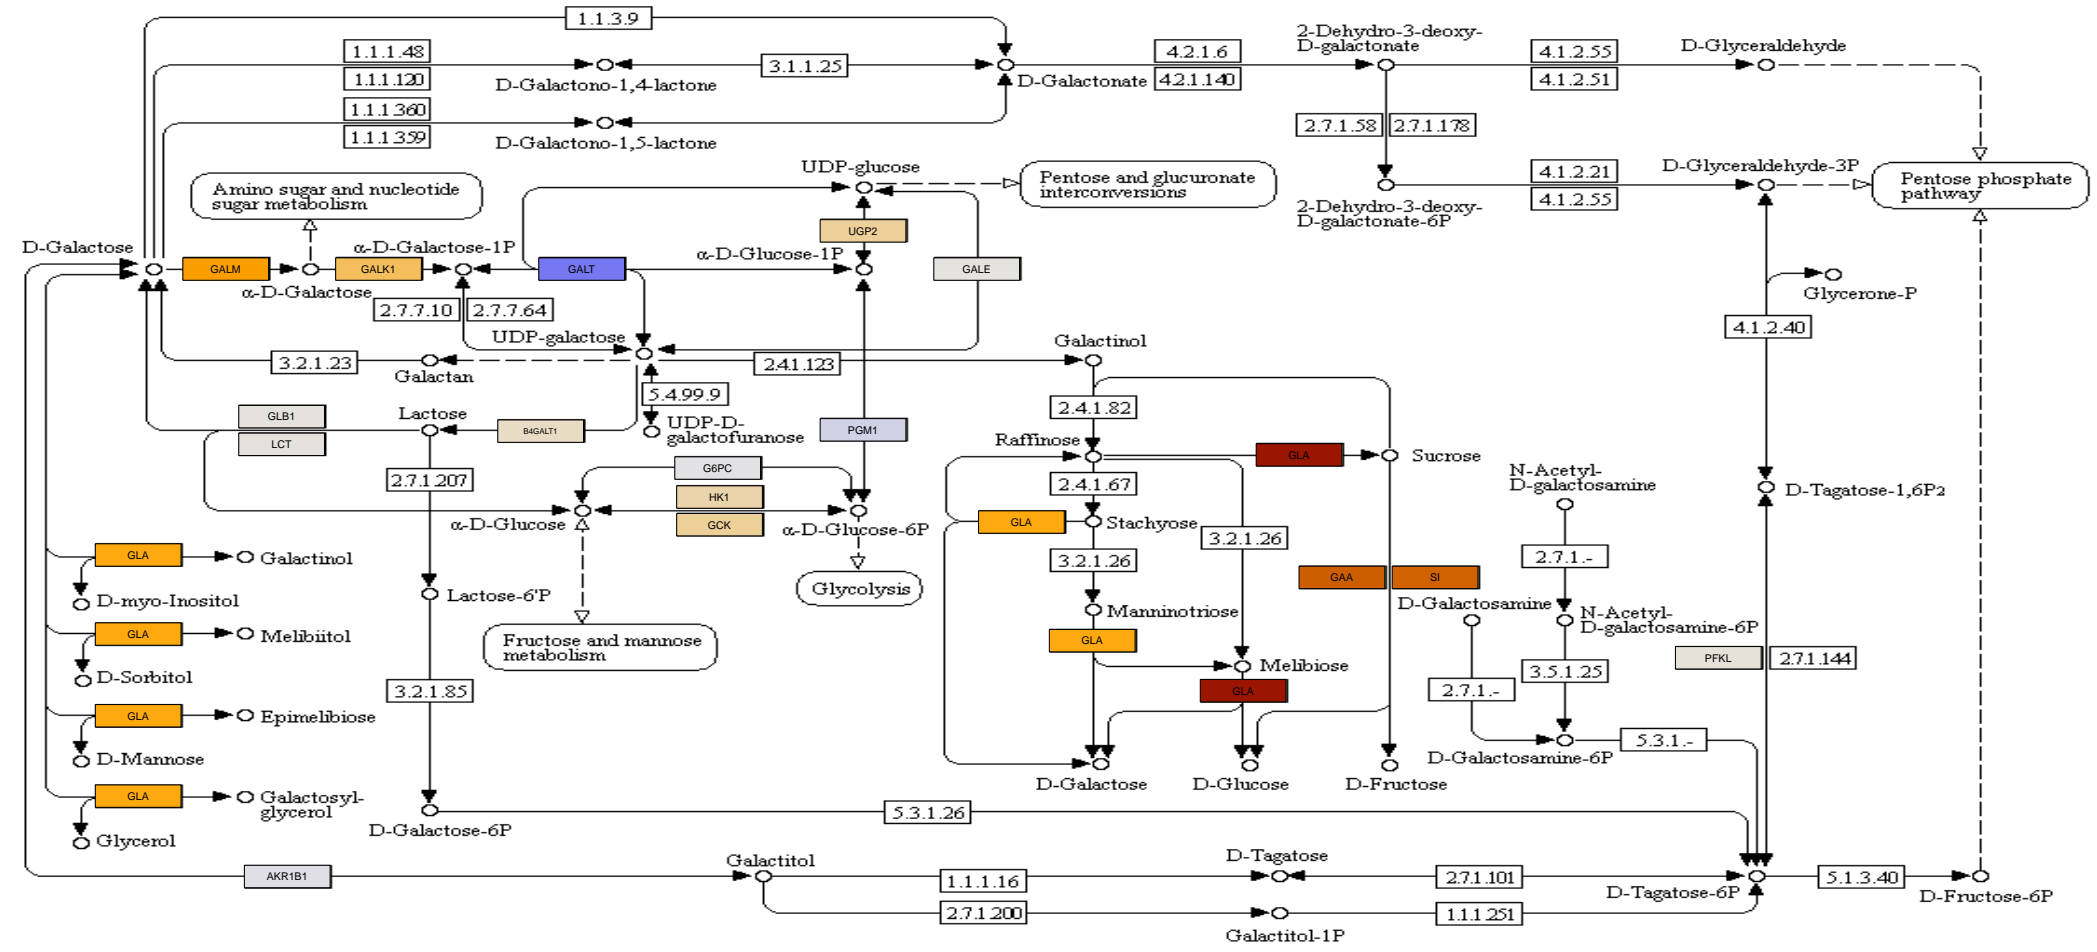 1.1.3.9
1.1.1.48
1.1.1.120
D-Galactono-1,4-lactone
3.1.1.25
D-Galactonate
4.2.1.6
4.2.1.140
2-Dehydro-3-deoxy-
D-galactonate
4.1.2.55
4.1.2.51
D-Glyceraldehyde
1.1.1.360
1.1.1.359
D-Galactono-1,5-lactone
2.7.1.58
2.7.1.178
UDP-glucose
Pentose and glucuronate
interconversions
4.1.2.21
4.1.2.55
D-Glyceraldehyde-3P
Pentose phosphate
pathway
2-Dehydro-3-deoxy-
D-galactonate-6P
Amino sugar and nucleotide
sugar metabolism
UGP2
D-Galactose
α-D-Galactose-1P
α-D-Glucose-1P
GALM
GALK1
GALT
GALE
α-D-Galactose
Glycerone-P
2.7.7.10
2.7.7.64
4.1.2.40
UDP-galactose
Galactinol
3.2.1.23
Galactan
2.4.1.123
5.4.99.9
2.4.1.82
GLB1
LCT
Lactose
B4GALT1
UDP-D-
galactofuranose
PGM1
Raffinose
GLA
Sucrose
G6PC
HK1
GCK
2.7.1.207
2.4.1.67
N-Acetyl-
D-galactosamine
D-Tagatose-1,6P2
α-D-Glucose
α-D-Glucose-6P
GLA
Stachyose
3.2.1.26
3.2.1.26
2.7.1.-
GLA
Galactinol
D-myo-Inositol
Lactose-6'P
Glycolysis
GAA
SI
Manninotriose
D-Galactosamine
N-Acetyl-
D-galactosamine-6P
GLA
Melibiitol
D-Sorbitol
Fructose and mannose
metabolism
GLA
Melibiose
PFKL
2.7.1.144
3.5.1.25
3.2.1.85
GLA
2.7.1.-
GLA
Epimelibiose
D-Mannose
5.3.1.-
D-Galactosamine-6P
D-Galactose
D-Glucose
D-Fructose
GLA
Galactosyl-
glycerol
Glycerol
D-Galactose-6P
5.3.1.26
AKR1B1
Galactitol
1.1.1.16
D-Tagatose
2.7.1.101
D-Tagatose-6P
5.1.3.40
D-Fructose-6P
2.7.1.200
Galactitol-1P
1.1.1.251